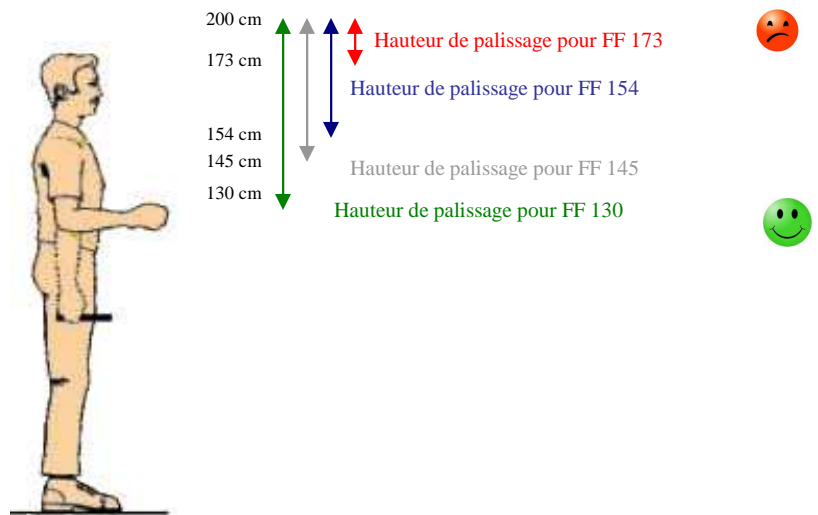 200 cm
Hauteur de palissage pour FF 173
173 cm
Hauteur de palissage pour FF 154
154 cm
145 cm
Hauteur de palissage pour FF 145
130 cm
Hauteur de palissage pour FF 130